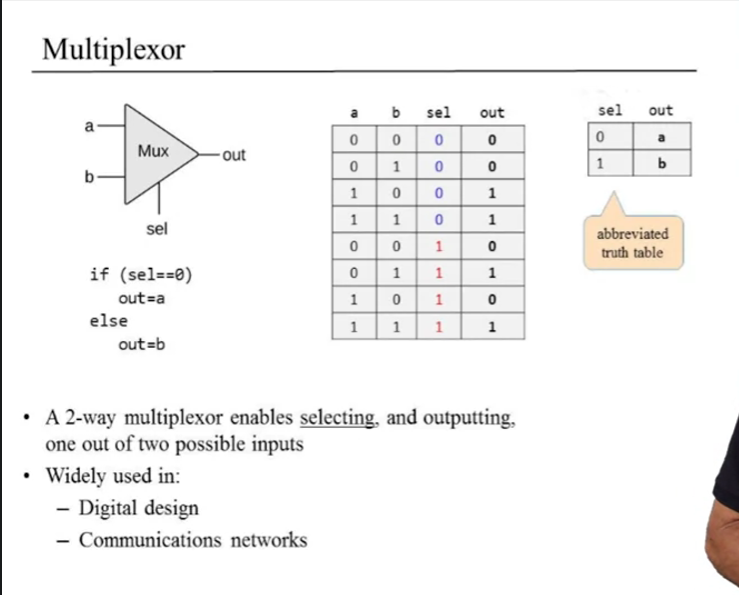 Multiplexor
a
b
Mux
out
sel
if (sel==0)
out=a
else
out=b
a b sel out
0 0 0 0
0 1 0 0
1 0 0 1
1 1 0 1
0 0 1 0
0 1 1 1
1 0 1 0
1 1 1 1
sel out
0 a
1 b
abbreviated
truth table
• A 2-way multiplexor enables selecting, and outputting,
one out of two possible inputs
• Widely used in:
– Digital design
– Communications networks